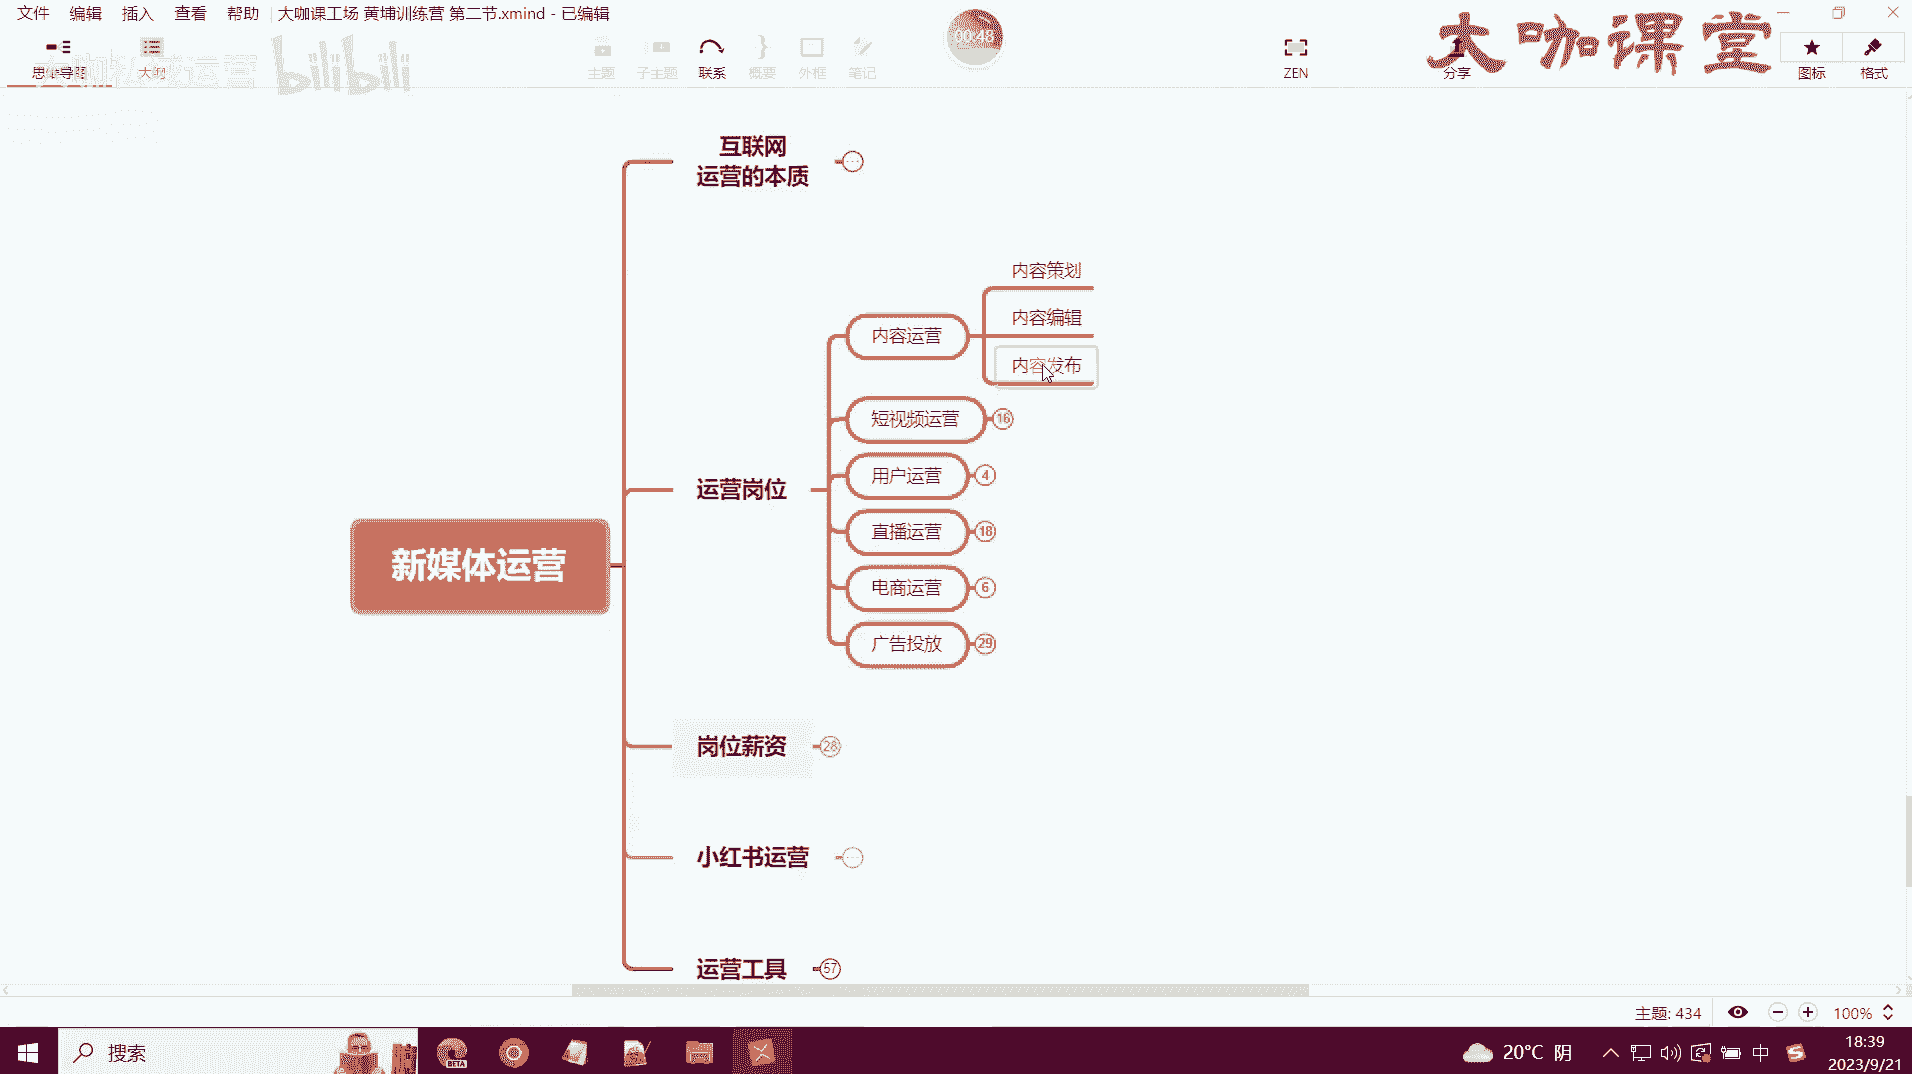 文件 编辑 插入 查看 帮助 大咖课工场 黄埔训练营 第二节.xmind - 已编辑
思维导图 大纲 主题 子主题 联系 概要 外框 笔记 00:48 ZEN 分享 图标 格式
bilibili
大咖课堂
互联网
运营的本质
内容策划
内容编辑
内容运营
内容发布
短视频运营 16
用户运营 4
运营岗位
直播运营 18
新媒体运营
电商运营 6
广告投放 29
岗位薪资 28
小红书运营
运营工具 57
主题: 434 100%
搜索 BETA 20°C 阴 中 18:39
2023/9/21